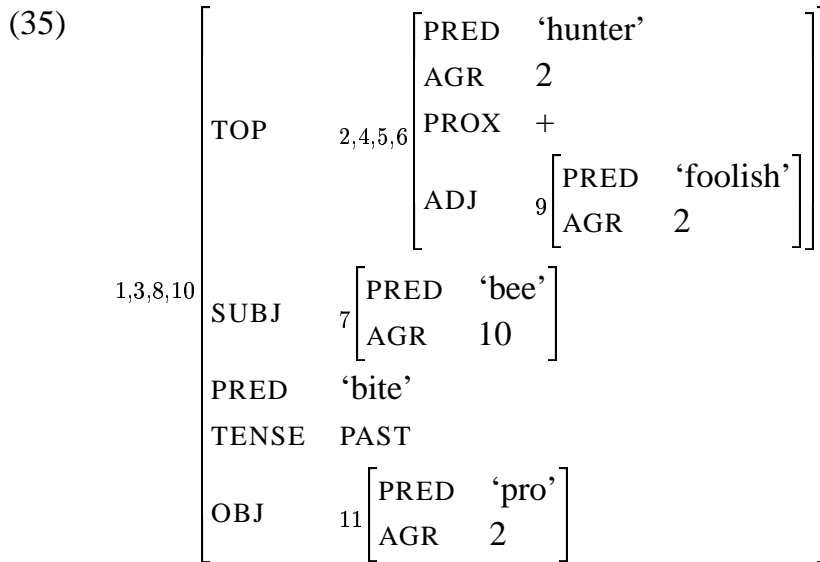 (35)
PRED ‘hunter’
AGR 2
TOP 2,4,5,6 PROX +
ADJ 9 PRED ‘foolish’
AGR 2
1,3,8,10
SUBJ 7 PRED ‘bee’
AGR 10
PRED ‘bite’
TENSE PAST
OBJ 11 PRED ‘pro’
AGR 2